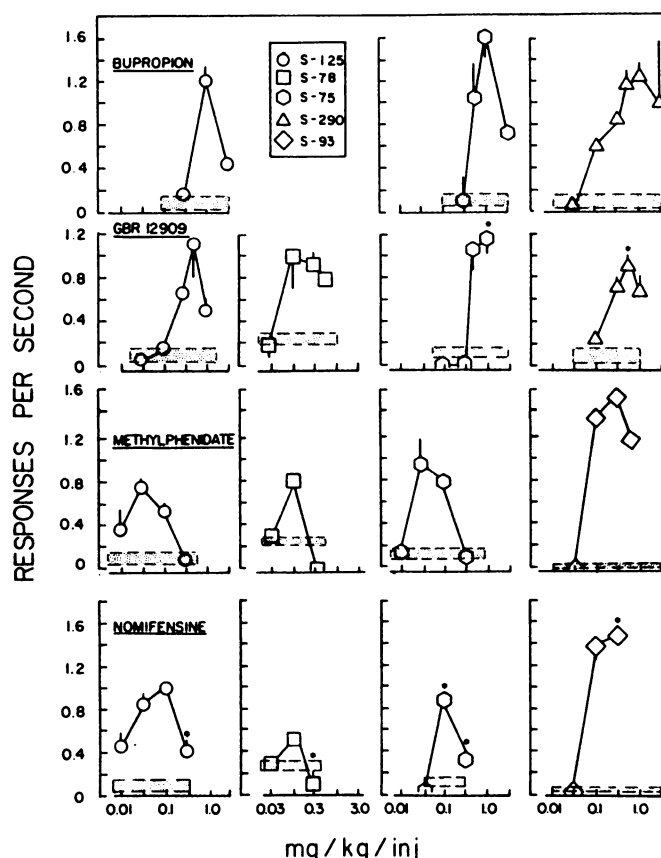 RESPONSES PER SECOND
1.6
1.2
0.8
0.4
0
BUPROPION
S-125
S-78
S-75
S-290
S-93
1.2
0.8
0.4
0
GBR 12909
1.6
1.2
0.8
0.4
0
METHYLPHENIDATE
1.6
1.2
0.8
0.4
0
NOMIFENSINE
0.01 0.1 1.0
0.03 0.3 3.0
0.01 0.1 1.0
0.1 1.0
mg/kg/inj